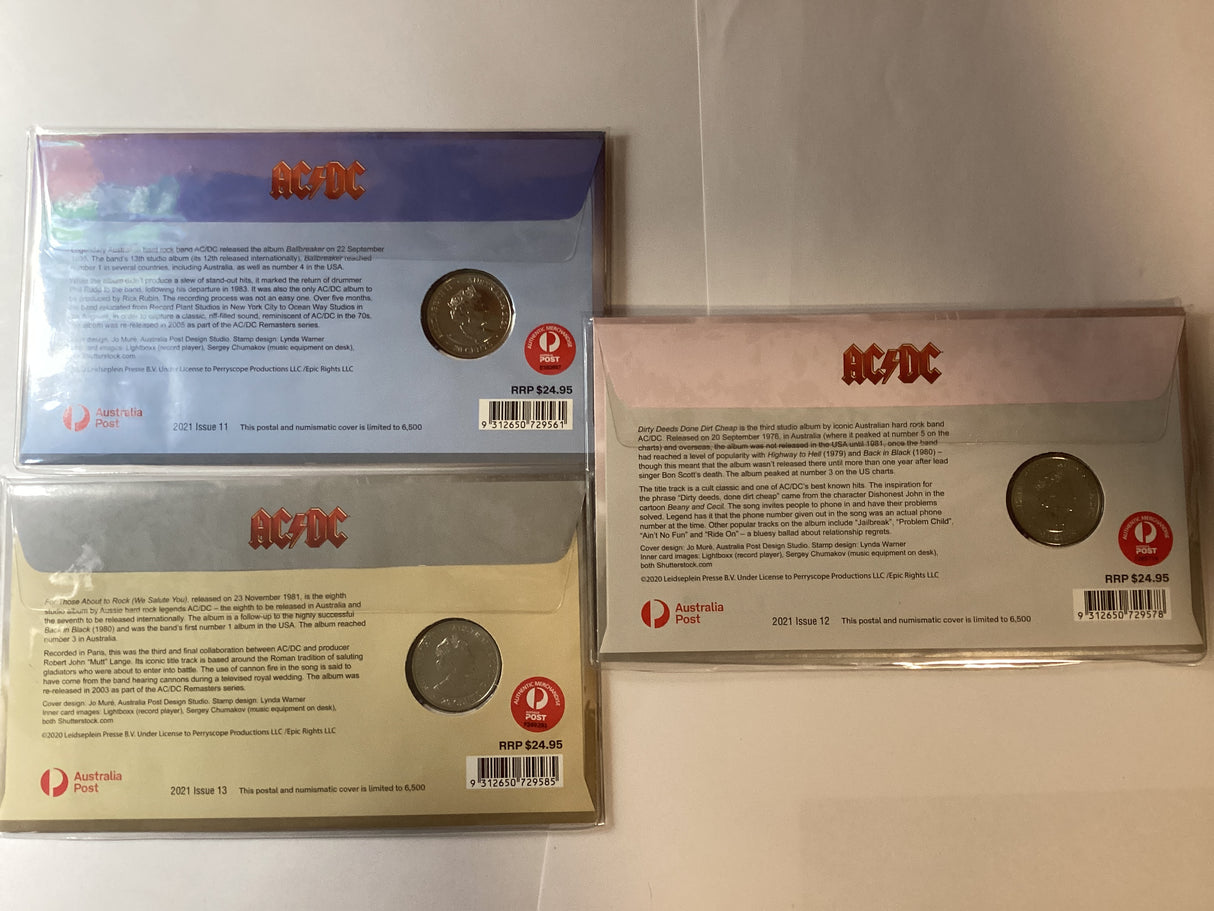 AC/DC
Legendary Australian hard rock band AC/DC released the album Ballbreaker on 22 September
1995. The band's 13th studio album (its 12th released internationally), Ballbreaker reached
number 1 in several countries, including Australia, as well as number 4 in the USA.
While the album didn't produce a slew of stand-out hits, it marked the return of drummer
Phil Rudd to the band, following his departure in 1983. It was also the only AC/DC album to
be produced by Rick Rubin. The recording process was not an easy one. Over five months,
the band relocated from Record Plant Studios in New York City to Ocean Way Studios in
in order to capture a classic, riff-filled sound, reminiscent of AC/DC in the 70s.
The album was re-released in 2005 as part of the AC/DC Remasters series.
Cover design: Jo Murè, Australia Post Design Studio. Stamp design: Lynda Warner
Inner card images: Lightboxx (record player), Sergey Chumakov (music equipment on desk),
both Shutterstock.com
©2020 Leidseplein Presse B.V. Under License to Perryscope Productions LLC /Epic Rights LLC
AUTHENTIC MERCHANDISE
POST
RRP $24.95
9 312650 729561
Australia
Post
2021 Issue 11 This postal and numismatic cover is limited to 6,500
AC/DC
Dirty Deeds Done Dirt Cheap is the third studio album by iconic Australian hard rock band
AC/DC. Released on 20 September 1976, in Australia (where it peaked at number 5 on the
charts) and overseas, the album was not released in the USA until 1981, once the band
had reached a level of popularity with Highway to Hell (1979) and Back in Black (1980) –
though this meant that the album wasn't released there until more than one year after lead
singer Bon Scott's death. The album peaked at number 3 on the US charts.
The title track is a cult classic and one of AC/DC's best known hits. The inspiration for
the phrase "Dirty deeds, done dirt cheap" came from the character Dishonest John in the
cartoon Beany and Cecil. The song invites people to phone in and have their problems
solved. Legend has it that the phone number given out in the song was an actual phone
number at the time. Other popular tracks on the album include "Jailbreak", "Problem Child",
"Ain't No Fun" and "Ride On" – a bluesy ballad about relationship regrets.
Cover design: Jo Murè, Australia Post Design Studio. Stamp design: Lynda Warner
Inner card images: Lightboxx (record player), Sergey Chumakov (music equipment on desk),
both Shutterstock.com
©2020 Leidseplein Presse B.V. Under License to Perryscope Productions LLC /Epic Rights LLC
AUTHENTIC MERCHANDISE
POST
RRP $24.95
9 312650 729578
Australia
Post
2021 Issue 12 This postal and numismatic cover is limited to 6,500
AC/DC
For Those About to Rock (We Salute You), released on 23 November 1981, is the eighth
studio album by Aussie hard rock legends AC/DC – the eighth to be released in Australia and
the seventh to be released internationally. The album is a follow-up to the highly successful
Back in Black (1980) and was the band's first number 1 album in the USA. The album reached
number 3 in Australia.
Recorded in Paris, this was the third and final collaboration between AC/DC and producer
Robert John "Mutt" Lange. Its iconic title track is based around the Roman tradition of saluting
gladiators who were about to enter into battle. The use of cannon fire in the song is said to
have come from the band hearing cannons during a televised royal wedding. The album was
re-released in 2003 as part of the AC/DC Remasters series.
Cover design: Jo Murè, Australia Post Design Studio. Stamp design: Lynda Warner
Inner card images: Lightboxx (record player), Sergey Chumakov (music equipment on desk),
both Shutterstock.com
©2020 Leidseplein Presse B.V. Under License to Perryscope Productions LLC /Epic Rights LLC
AUTHENTIC MERCHANDISE
POST
RRP $24.95
9 312650 729585
Australia
Post
2021 Issue 13 This postal and numismatic cover is limited to 6,500